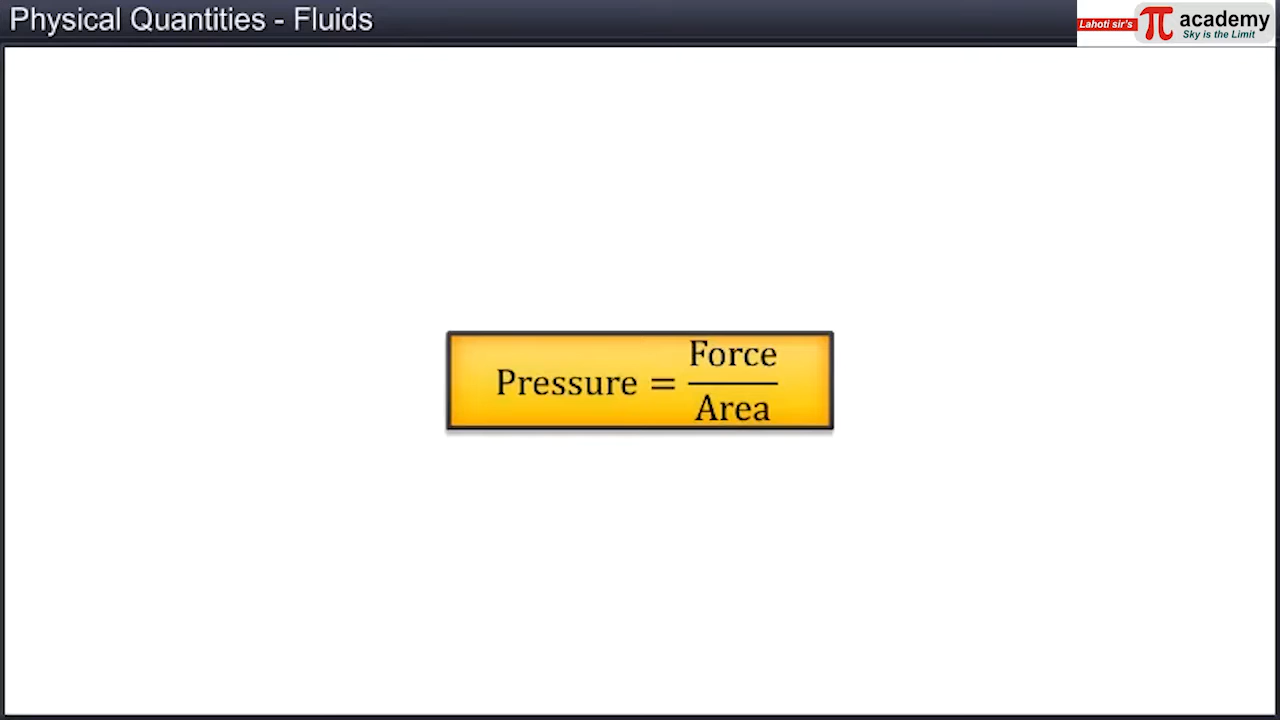 Physical Quantities - Fluids
Lahoti sir's
π academy
Sky is the Limit
Pressure = Force
Area